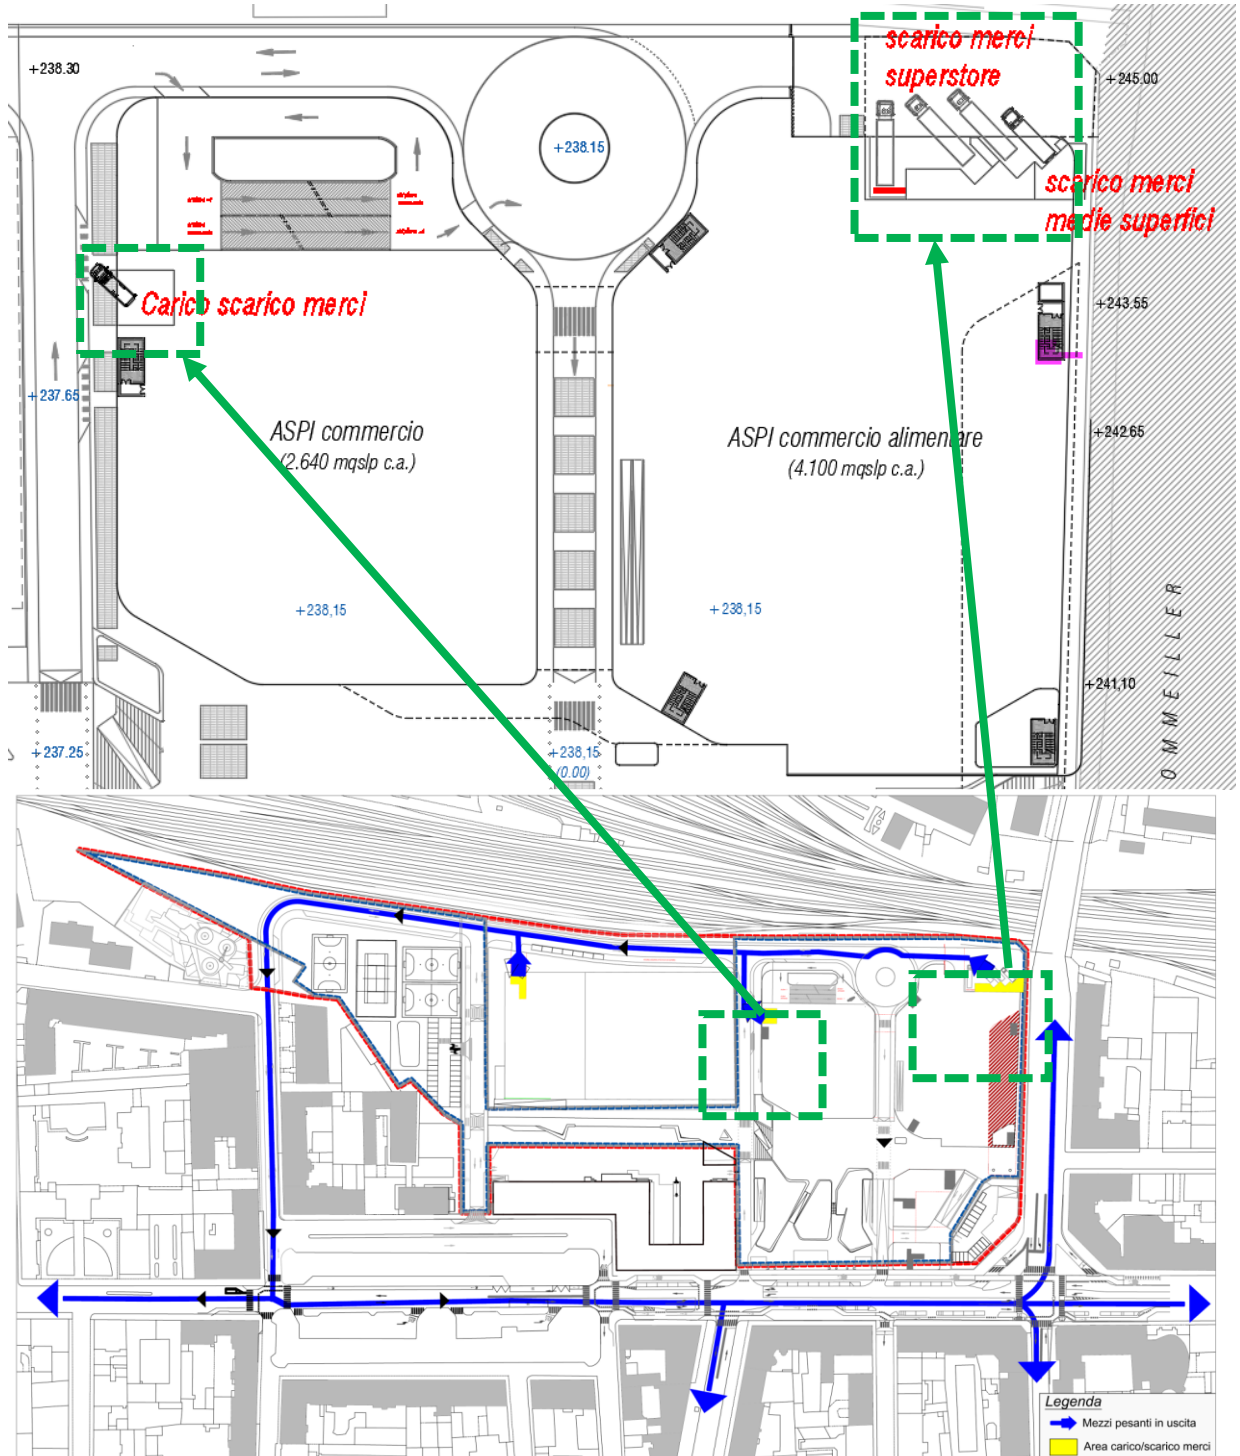 scarico merci
superstore
+238.30
+245.00
+238.15
scarico merci
medie superfici
Carico scarico merci
+243.55
+237.65
ASPI commercio
(2.640 mqslp c.a.)
ASPI commercio alimentare
(4.100 mqslp c.a.)
+242.65
+238,15
+238,15
OMMEILLER
+241,10
+237.25
+238,15
(0.00)
Legenda
Mezzi pesanti in uscita
Area carico/scarico merci